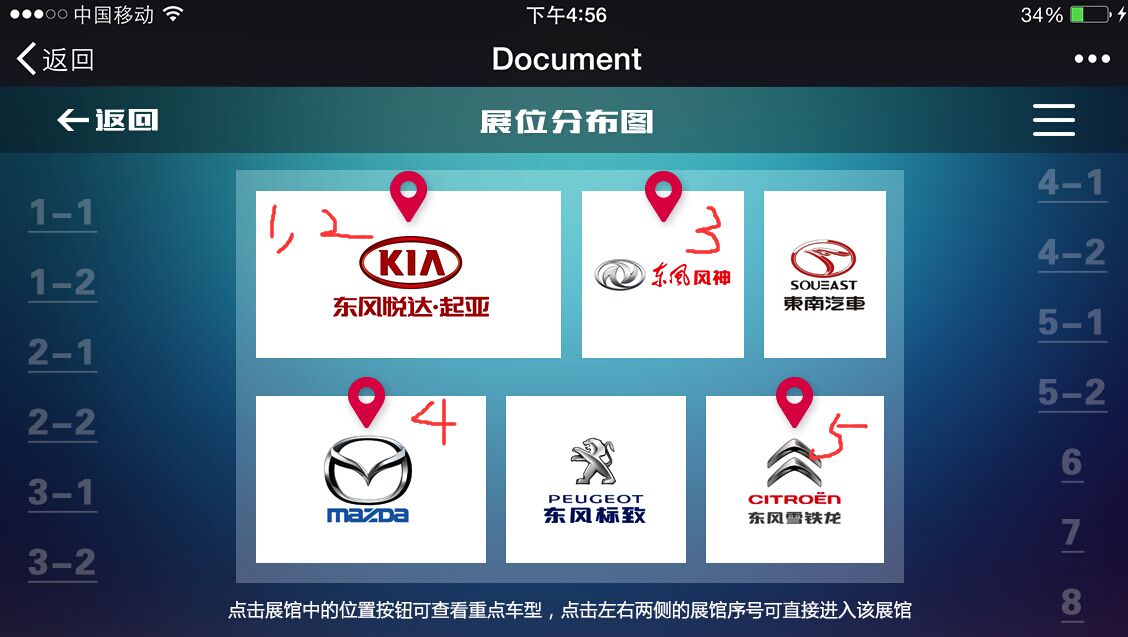 中国移动 下午4:56 34%
返回 Document
返回 展位分布图
1-1
1-2
2-1
2-2
3-1
3-2
1,2
KIA
东风悦达·起亚
3
东风风神
SOUEAST
東南汽車
4
mazda
PEUGEOT
东风标致
5
CITROËN
东风雪铁龙
4-1
4-2
5-1
5-2
6
7
8
点击展馆中的位置按钮可查看重点车型，点击左右两侧的展馆序号可直接进入该展馆